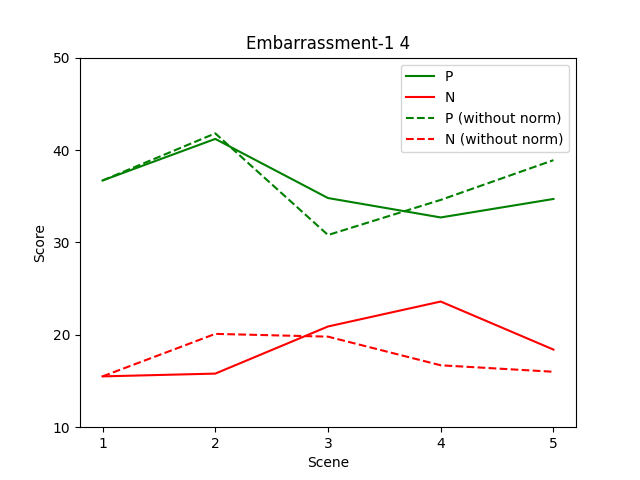 Embarrassment-1 4
50
40
30
20
10
Score
1 2 3 4 5
Scene
P
N
P (without norm)
N (without norm)